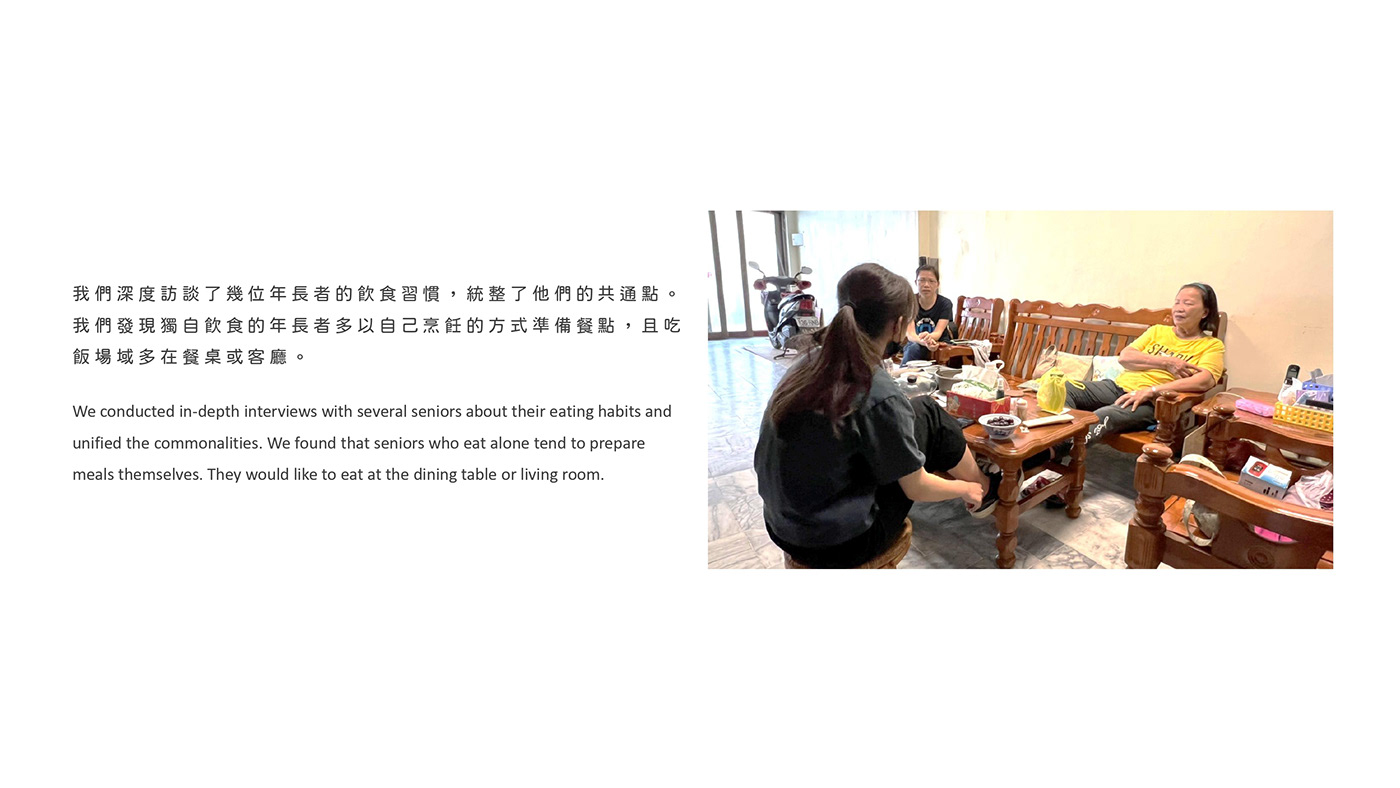 我們深度訪談了幾位年長者的飲食習慣，統整了他們的共通點。
我們發現獨自飲食的年長者多以自己烹飪的方式準備餐點，且吃
飯場域多在餐桌或客廳。
We conducted in-depth interviews with several seniors about their eating habits and
unified the commonalities. We found that seniors who eat alone tend to prepare
meals themselves. They would like to eat at the dining table or living room.